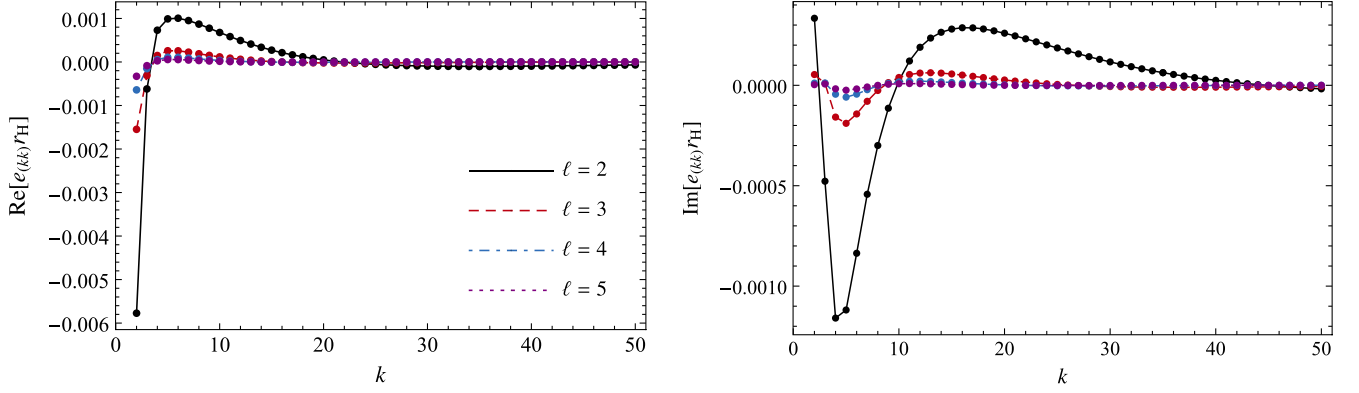 Re[e(kk)rH]
0.001
0.000
−0.001
−0.002
−0.003
−0.004
−0.005
−0.006
ℓ = 2
ℓ = 3
ℓ = 4
ℓ = 5
0 10 20 30 40 50
k
Im[e(kk)rH]
0.0000
−0.0005
−0.0010
0 10 20 30 40 50
k